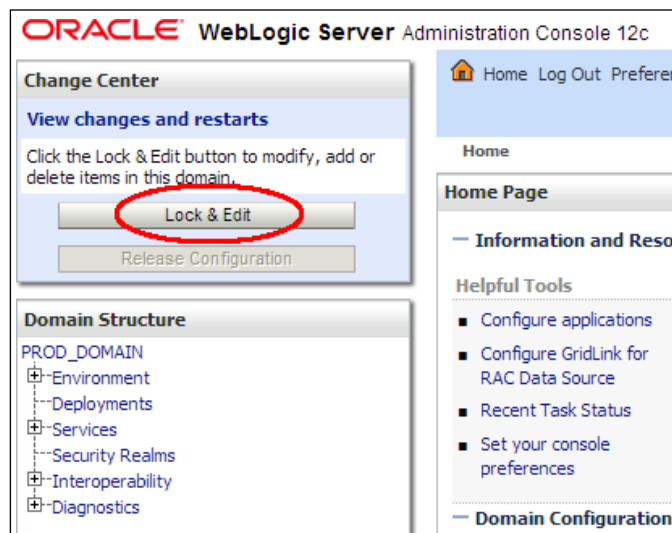 ORACLE WebLogic Server Administration Console 12c
Change Center
View changes and restarts
Click the Lock & Edit button to modify, add or
delete items in this domain.
Lock & Edit
Release Configuration
Domain Structure
PROD_DOMAIN
Environment
Deployments
Services
Security Realms
Interoperability
Diagnostics
Home Log Out
Home
Home Page
Information and
Helpful Tools
Configure applications
Configure GridLink for
RAC Data Source
Recent Task Status
Set your console
preferences
Domain Configuration